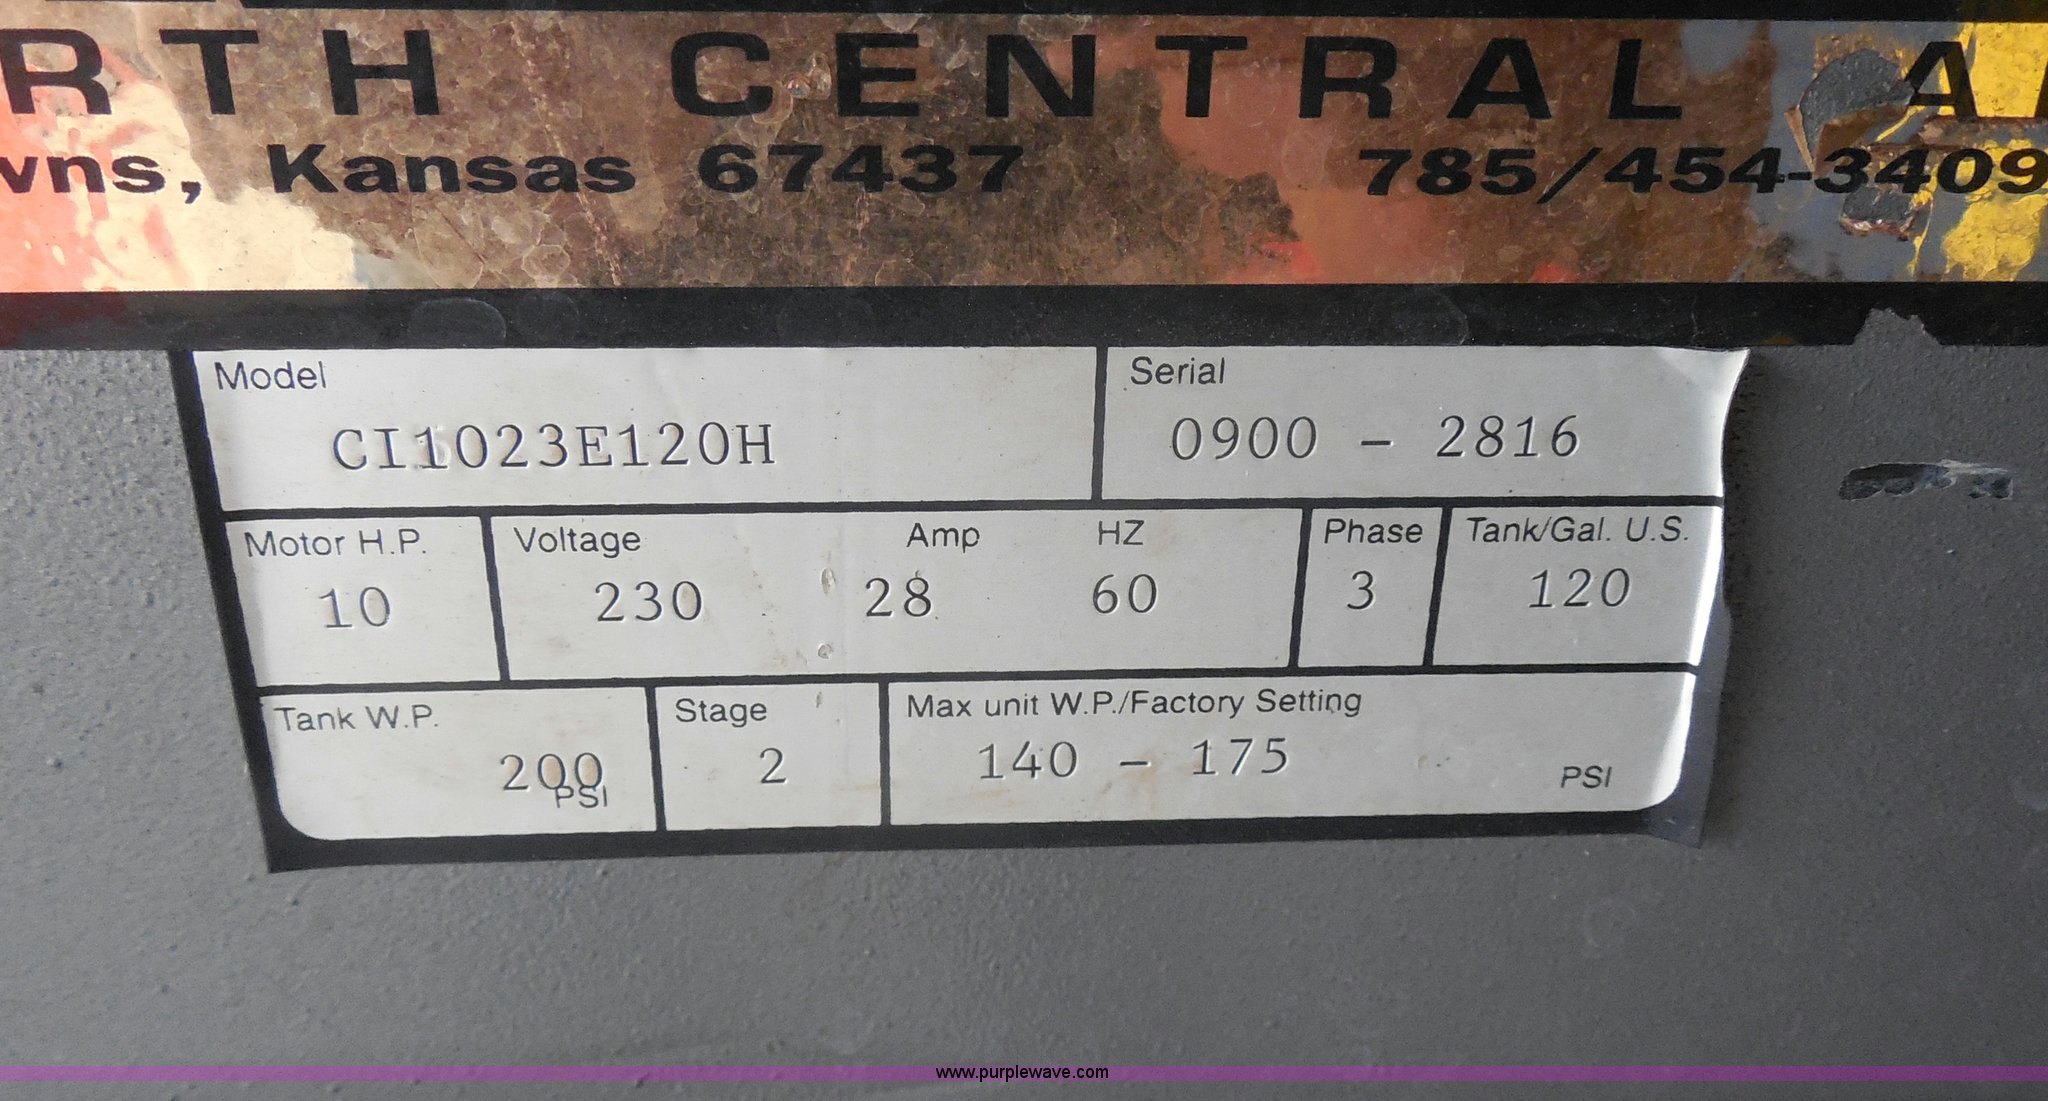 RTH CENTRAL
wns, Kansas 67437 785/454-3409
Model Serial
CI1023E120H 0900 - 2816
Motor H.P. Voltage Amp HZ Phase Tank/Gal. U.S.
10 230 28 60 3 120
Tank W.P. Stage Max unit W.P./Factory Setting
200 PSI 2 140 - 175 PSI
www.purplewave.com